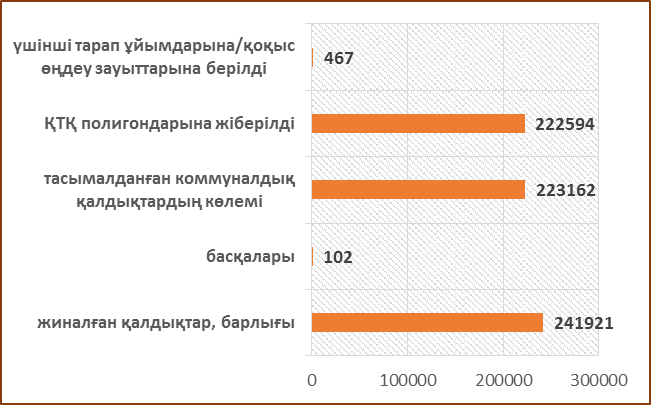 үшінші тарап ұйымдарына/қоқыс
өңдеу зауыттарына берілді
467
ҚТҚ полигондарына жіберілді
222594
тасымалданған коммуналдық
қалдықтардың көлемі
223162
басқалары
102
жиналған қалдықтар, барлығы
241921
0 100000 200000 300000